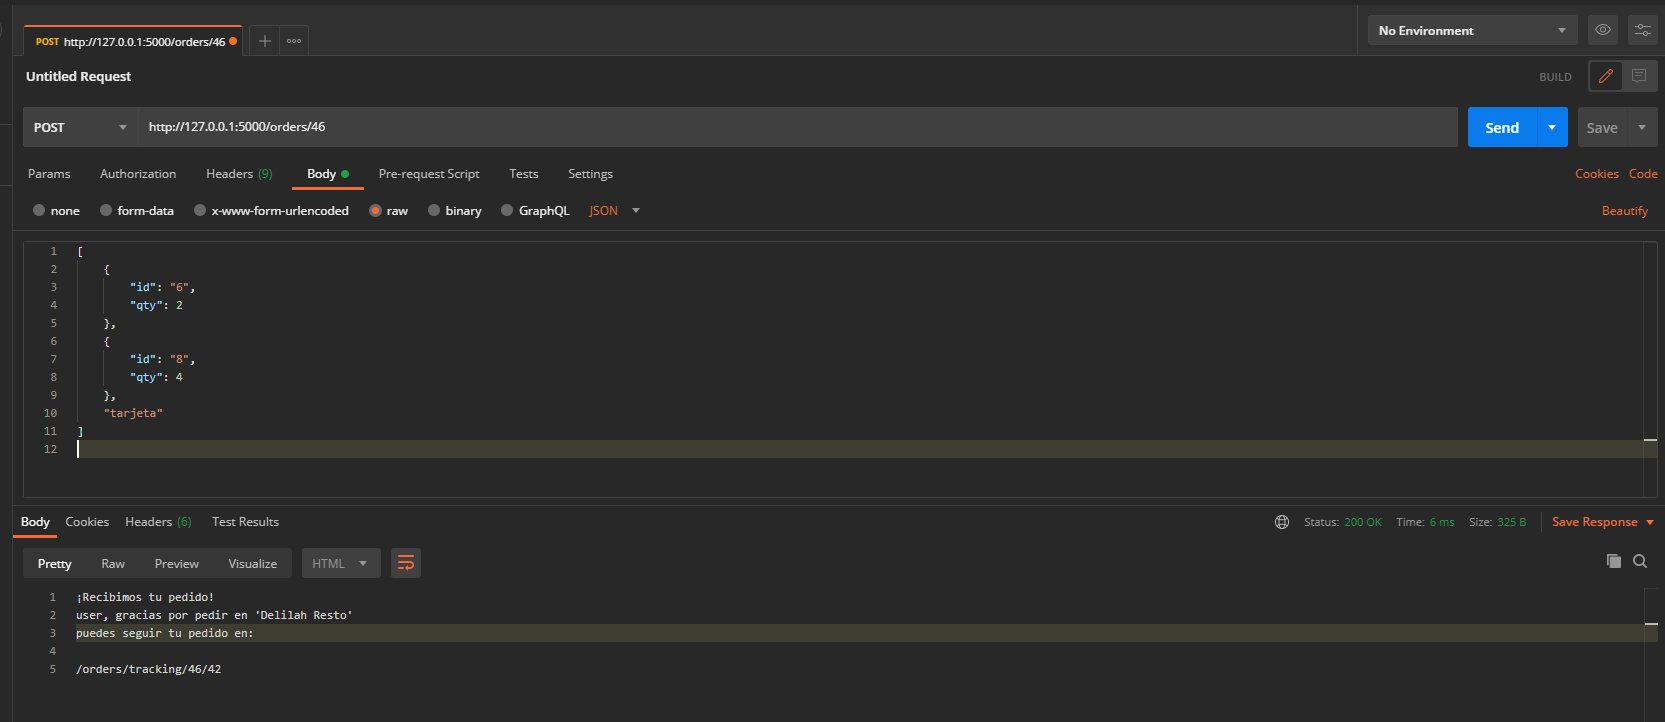 POST http://127.0.0.1:5000/orders/46
No Environment
Untitled Request
BUILD
POST
http://127.0.0.1:5000/orders/46
Send
Save
Params Authorization Headers (9) Body Pre-request Script Tests Settings
Cookies Code
none form-data x-www-form-urlencoded raw binary GraphQL JSON
Beautify
1 [
2 {
3 "id": "6",
4 "qty": 2
5 },
6 {
7 "id": "8",
8 "qty": 4
9 },
10 "tarjeta"
11 ]
12
Body Cookies Headers (6) Test Results
Status: 200 OK Time: 6 ms Size: 325 B
Save Response
Pretty Raw Preview Visualize HTML
1 ¡Recibimos tu pedido!
2 user, gracias por pedir en 'Delilah Resto'
3 puedes seguir tu pedido en:
4
5 /orders/tracking/46/42